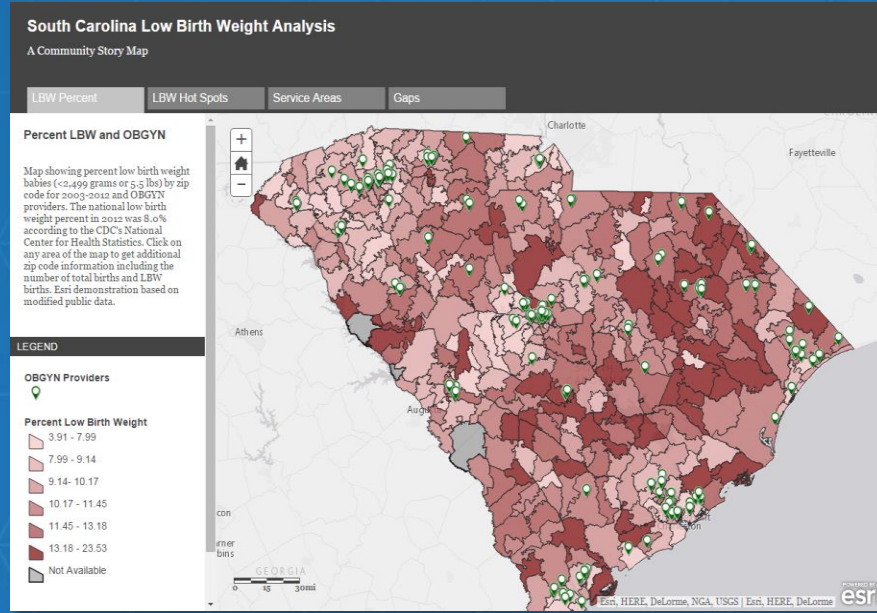 South Carolina Low Birth Weight Analysis
A Community Story Map
LBW Percent
LBW Hot Spots
Service Areas
Gaps
Percent LBW and OBGYN
Map showing percent low birth weight
babies (<2,499 grams or 5.5 lbs) by zip
code for 2003-2012 and OBGYN
providers. The national low birth
weight percent in 2012 was 8.0%
according to the CDC's National
Center for Health Statistics. Click on
any area of the map to get additional
zip code information including the
number of total births and LBW
births. Esri demonstration based on
modified public data.
LEGEND
OBGYN Providers
Percent Low Birth Weight
3.91 - 7.99
7.99 - 9.14
9.14- 10.17
10.17 - 11.45
11.45 - 13.18
13.18 - 23.53
Not Available
+
−
Charlotte
Fayetteville
Athens
GEORGIA
0 15 30mi
Esri, HERE, DeLorme, NGA, USGS | Esri, HERE, DeLorme
POWERED BY
esri